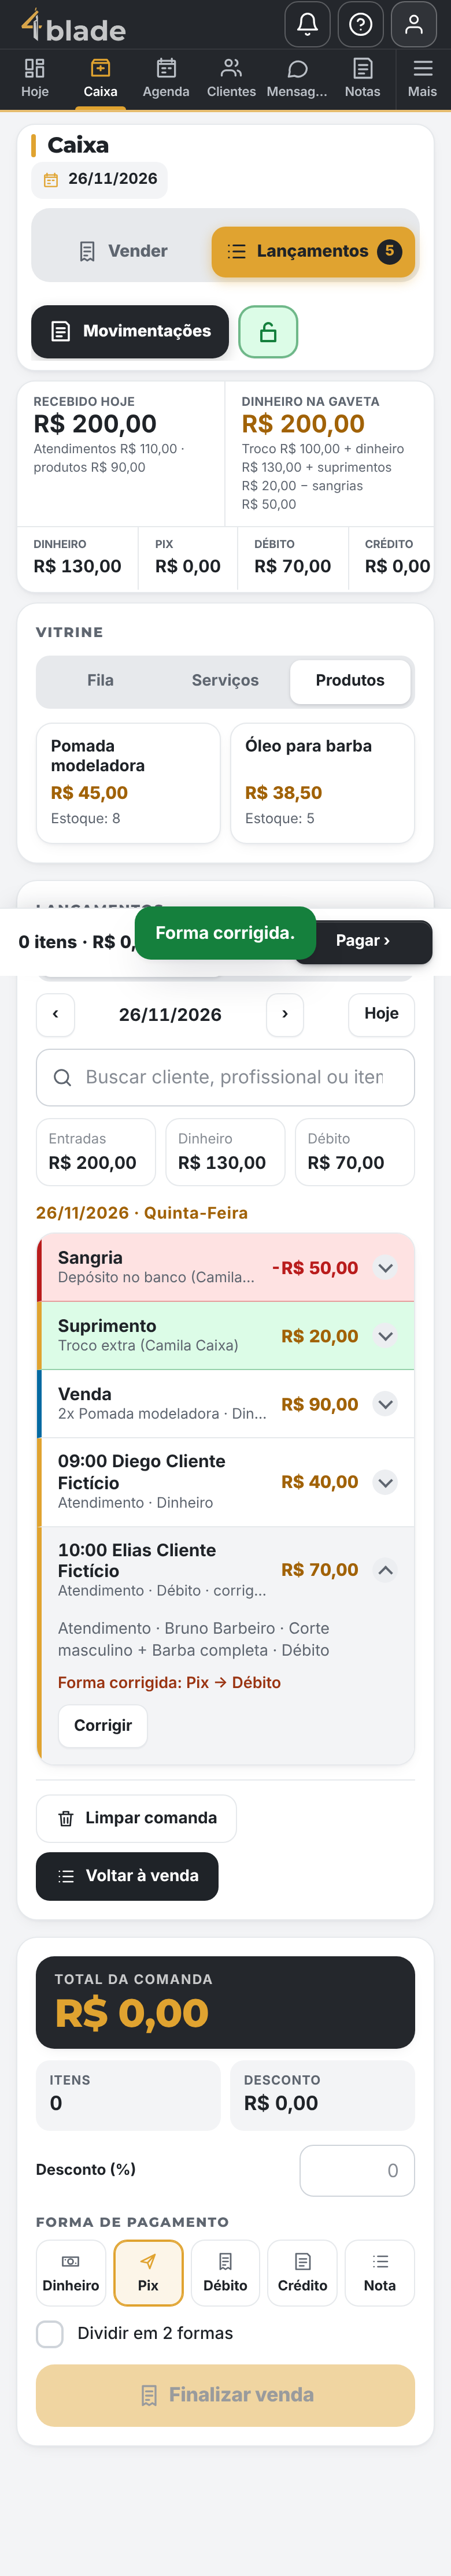 4blade
Hoje
Caixa
Agenda
Clientes
Mensag...
Notas
Mais
Caixa
26/11/2026
Vender
Lançamentos 5
Movimentações
RECEBIDO HOJE
R$ 200,00
Atendimentos R$ 110,00 ·
produtos R$ 90,00
DINHEIRO NA GAVETA
R$ 200,00
Troco R$ 100,00 + dinheiro
R$ 130,00 + suprimentos
R$ 20,00 − sangrias
R$ 50,00
DINHEIRO
R$ 130,00
PIX
R$ 0,00
DÉBITO
R$ 70,00
CRÉDITO
R$ 0,00
VITRINE
Fila
Serviços
Produtos
Pomada
modeladora
R$ 45,00
Estoque: 8
Óleo para barba
R$ 38,50
Estoque: 5
0 itens · R$ 0,
Forma corrigida.
Pagar ›
‹
26/11/2026
›
Hoje
Buscar cliente, profissional ou iter
Entradas
R$ 200,00
Dinheiro
R$ 130,00
Débito
R$ 70,00
26/11/2026 · Quinta-Feira
Sangria
Depósito no banco (Camila...
-R$ 50,00
Suprimento
Troco extra (Camila Caixa)
R$ 20,00
Venda
2x Pomada modeladora · Din...
R$ 90,00
09:00 Diego Cliente
Fictício
Atendimento · Dinheiro
R$ 40,00
10:00 Elias Cliente
Fictício
Atendimento · Débito · corrig...
R$ 70,00
Atendimento · Bruno Barbeiro · Corte
masculino + Barba completa · Débito
Forma corrigida: Pix → Débito
Corrigir
Limpar comanda
Voltar à venda
TOTAL DA COMANDA
R$ 0,00
ITENS
0
DESCONTO
R$ 0,00
Desconto (%)
0
FORMA DE PAGAMENTO
Dinheiro
Pix
Débito
Crédito
Nota
Dividir em 2 formas
Finalizar venda